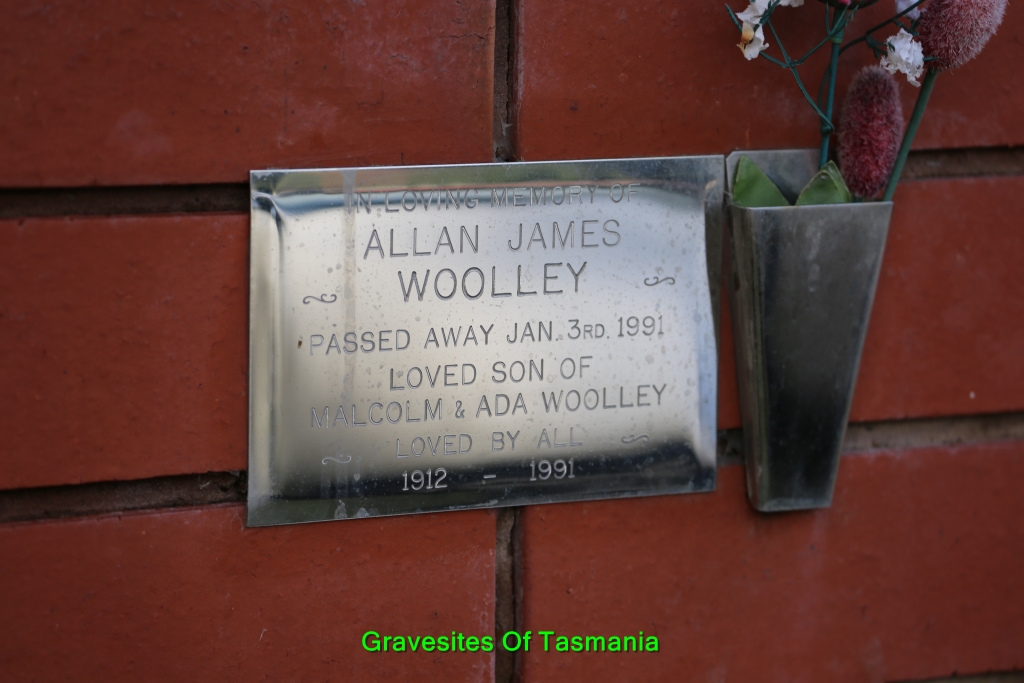 IN LOVING MEMORY OF
ALLAN JAMES
WOOLLEY
PASSED AWAY JAN. 3RD. 1991
LOVED SON OF
MALCOLM & ADA WOOLLEY
LOVED BY ALL
1912 – 1991
Gravesites Of Tasmania